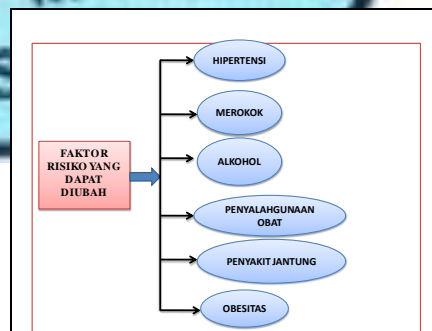 HIPERTENSI
MEROKOK
FAKTOR
RISIKO YANG
DAPAT
DIUBAH
ALKOHOL
PENYALAHGUNAAN
OBAT
PENYAKIT JANTUNG
OBESITAS